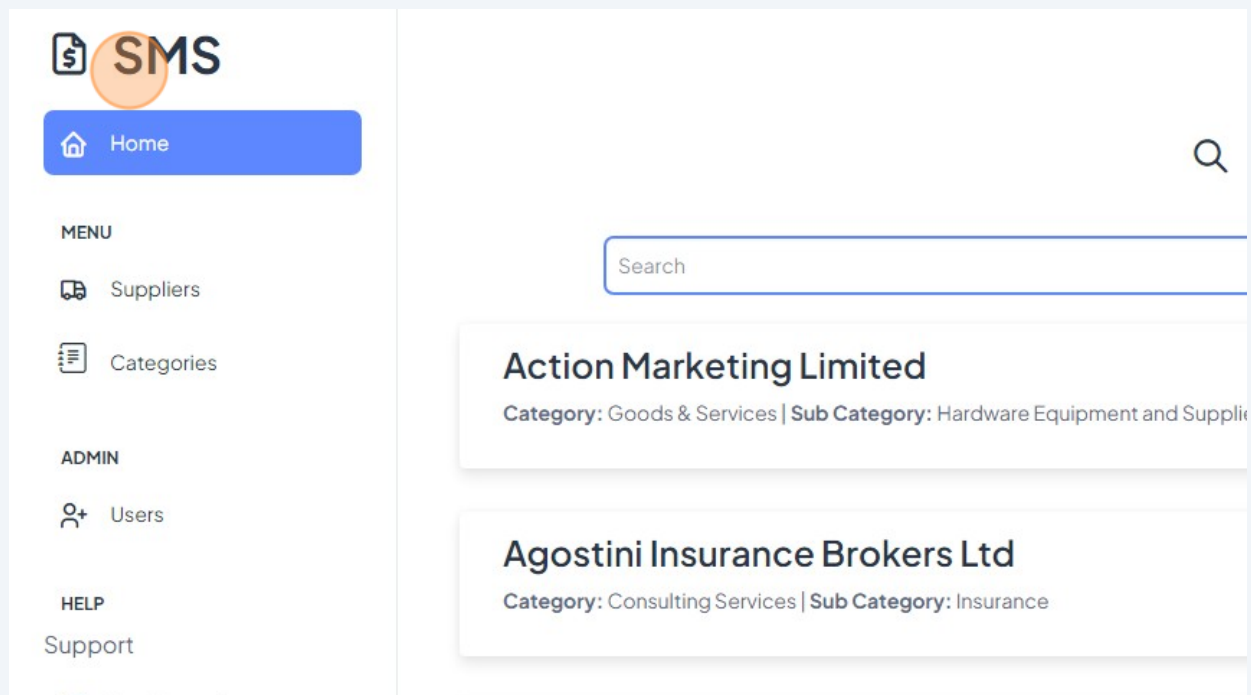 SMS
Home
MENU
Suppliers
Categories
ADMIN
Users
HELP
Support
Search
Action Marketing Limited
Category: Goods & Services | Sub Category: Hardware Equipment and
Agostini Insurance Brokers Ltd
Category: Consulting Services | Sub Category: Insurance